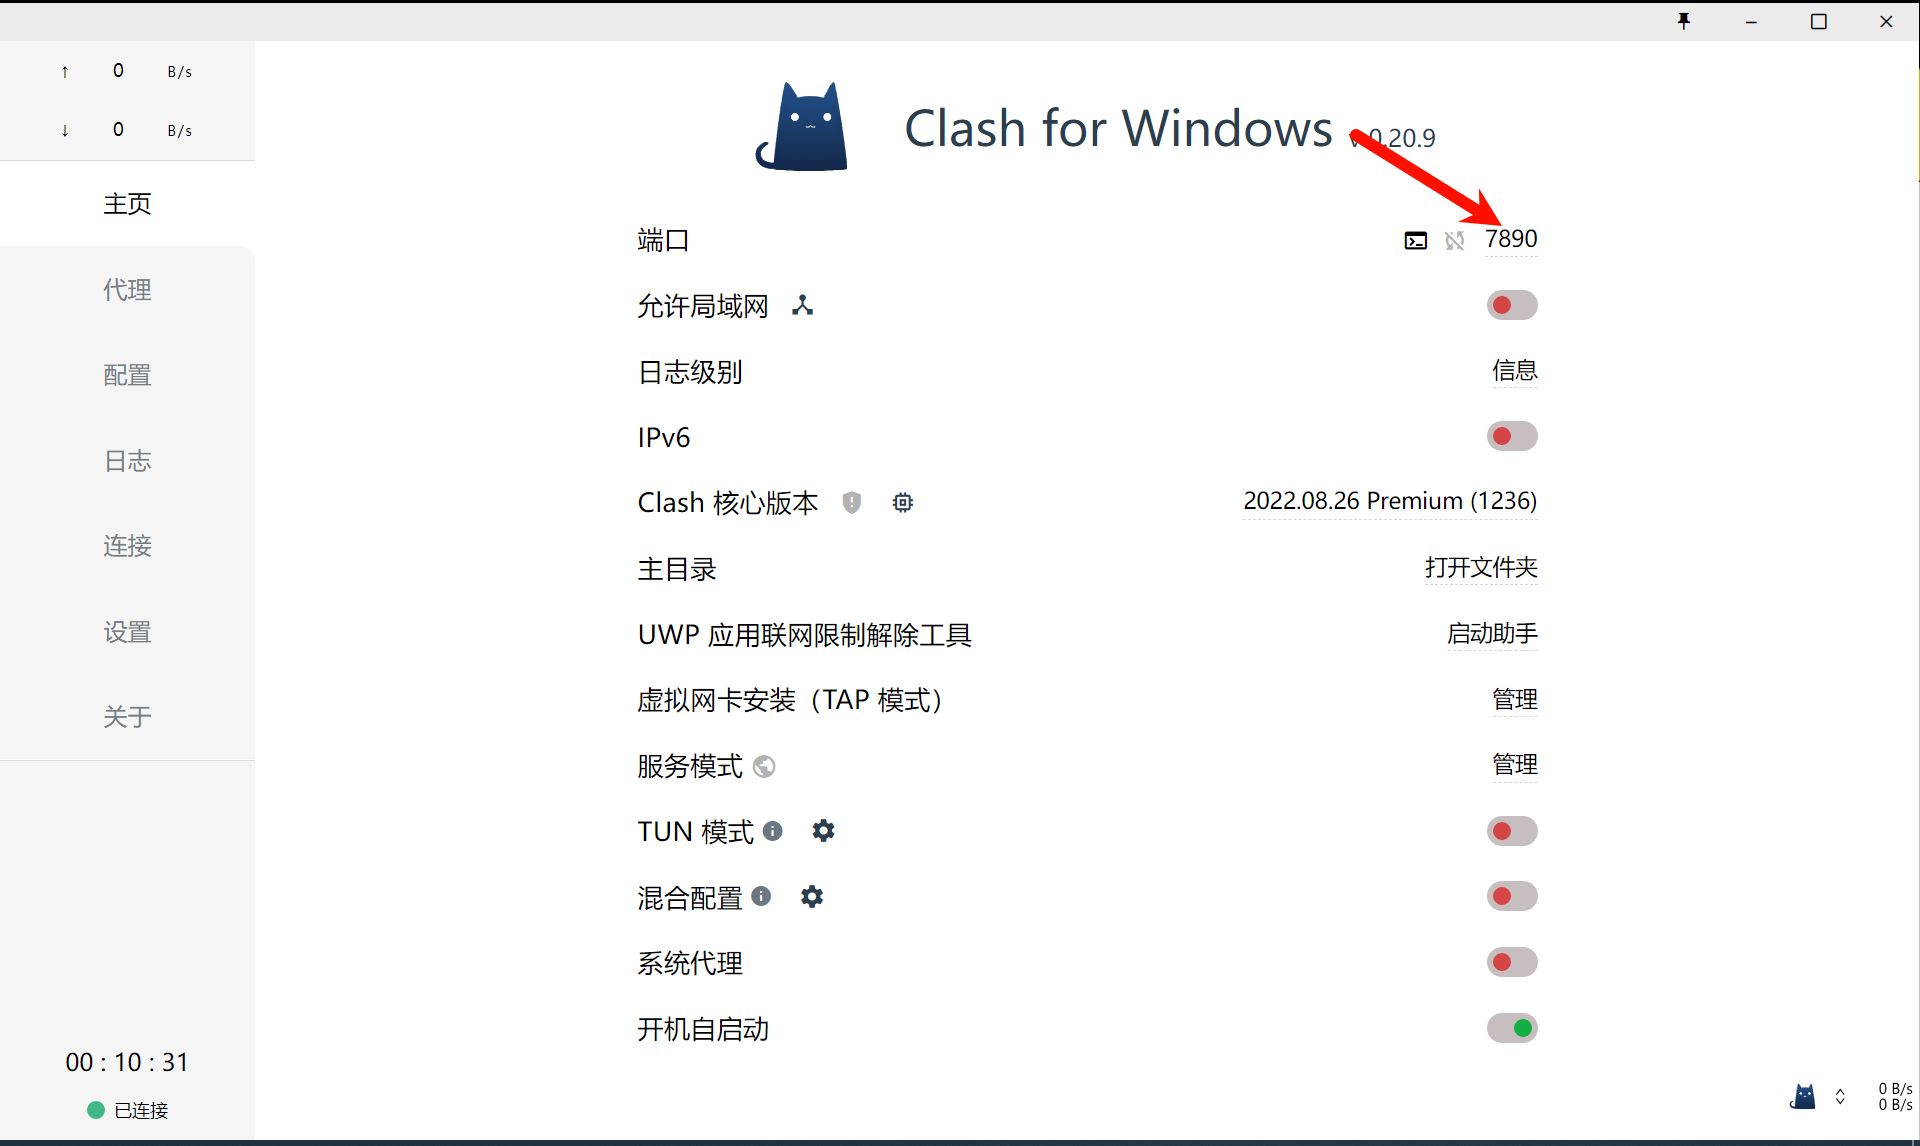 ↑ 0 B/s
↓ 0 B/s
主页
代理
配置
日志
连接
设置
关于
00 : 10 : 31
已连接
Clash for Windows v0.20.9
端口 7890
允许局域网
日志级别 信息
IPv6
Clash 核心版本 2022.08.26 Premium (1236)
主目录 打开文件夹
UWP 应用联网限制解除工具 启动助手
虚拟网卡安装（TAP 模式） 管理
服务模式 管理
TUN 模式
混合配置
系统代理
开机自启动
0 B/s
0 B/s